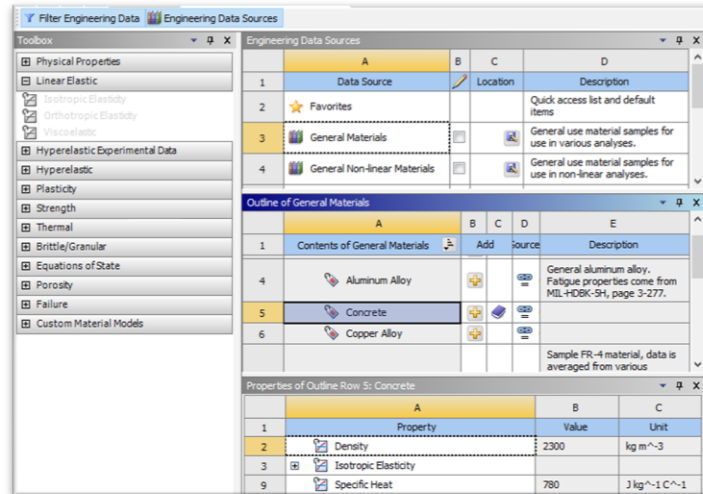 Filter Engineering Data Engineering Data Sources
Toolbox
Physical Properties
Linear Elastic
Isotropic Elasticity
Orthotropic Elasticity
Viscoelastic
Hyperelastic Experimental Data
Hyperelastic
Plasticity
Strength
Thermal
Brittle/Granular
Equations of State
Porosity
Failure
Custom Material Models
Engineering Data Sources
A B C D
1 Data Source Location Description
2 Favorites Quick access list and default
items
3 General Materials General use material samples for
use in various analyses.
4 General Non-linear Materials General use material samples for
use in non-linear analyses.
Outline of General Materials
A B C D E
1 Contents of General Materials Add Source Description
4 Aluminum Alloy General aluminum alloy.
Fatigue properties come from
MIL-HDBK-5H, page 3-277.
5 Concrete
6 Copper Alloy
Sample FR-4 material, data is
averaged from various
Properties of Outline Row 5: Concrete
A B C
1 Property Value Unit
2 Density 2300 kg m^-3
3 Isotropic Elasticity
9 Specific Heat 780 J kg^-1 C^-1